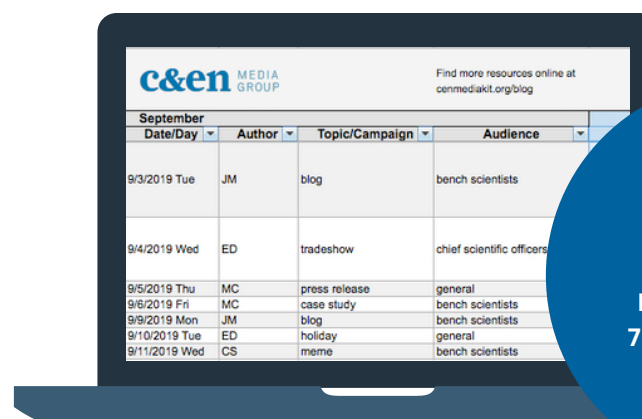 c&en MEDIA GROUP
Find more resources online at
cenmediakit.org/blog
September
Date/Day Author Topic/Campaign Audience
9/3/2019 Tue JM blog bench scientists
9/4/2019 Wed ED tradeshow chief scientific officers
9/5/2019 Thu MC press release general
9/6/2019 Fri MC case study bench scientists
9/9/2019 Mon JM blog bench scientists
9/10/2019 Tue ED holiday general
9/11/2019 Wed CS meme bench scientists
7